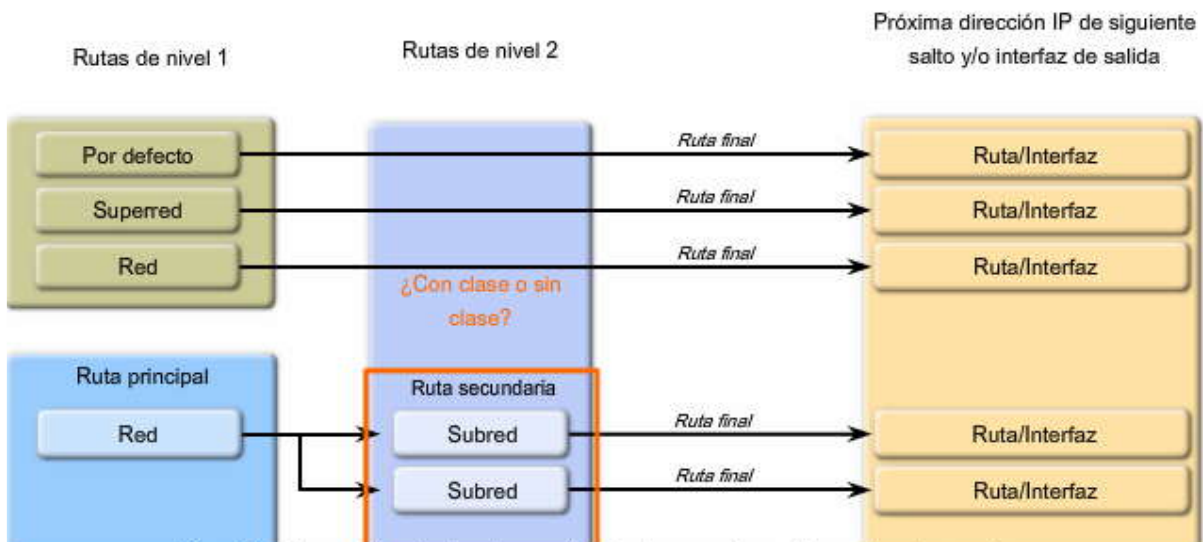 Rutas de nivel 1
Rutas de nivel 2
Próxima dirección IP de siguiente
salto y/o interfaz de salida
Por defecto
Ruta final
Ruta/Interfaz
Superred
Ruta final
Ruta/Interfaz
Red
Ruta final
Ruta/Interfaz
¿Con clase o sin
clase?
Ruta principal
Ruta secundaria
Red
Subred
Ruta final
Ruta/Interfaz
Subred
Ruta final
Ruta/Interfaz